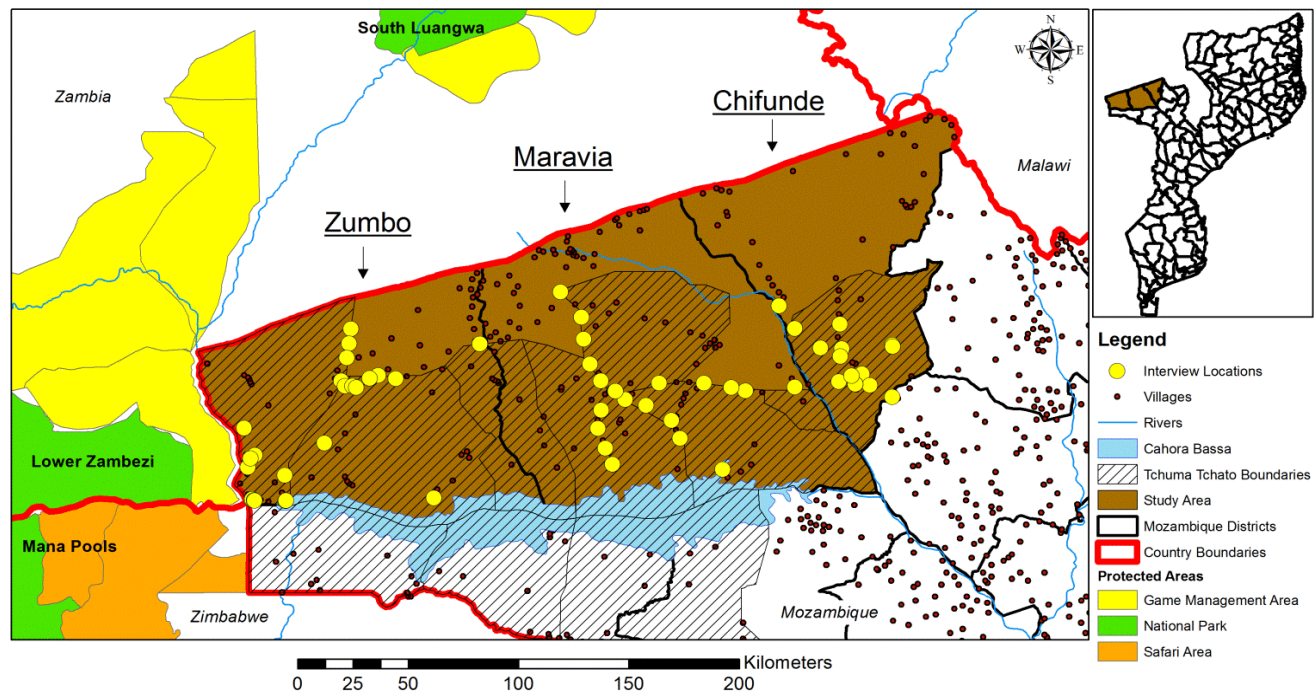 South Luangwa
Zambia
N
W E
S
Chifunde
Maravia
Malawi
Zumbo
Lower Zambezi
Mana Pools
Zimbabwe
Mozambique
Kilometers
0 25 50 100 150 200
Legend
Interview Locations
Villages
Rivers
Cahora Bassa
Tchuma Tchato Boundaries
Study Area
Mozambique Districts
Country Boundaries
Protected Areas
Game Management Area
National Park
Safari Area